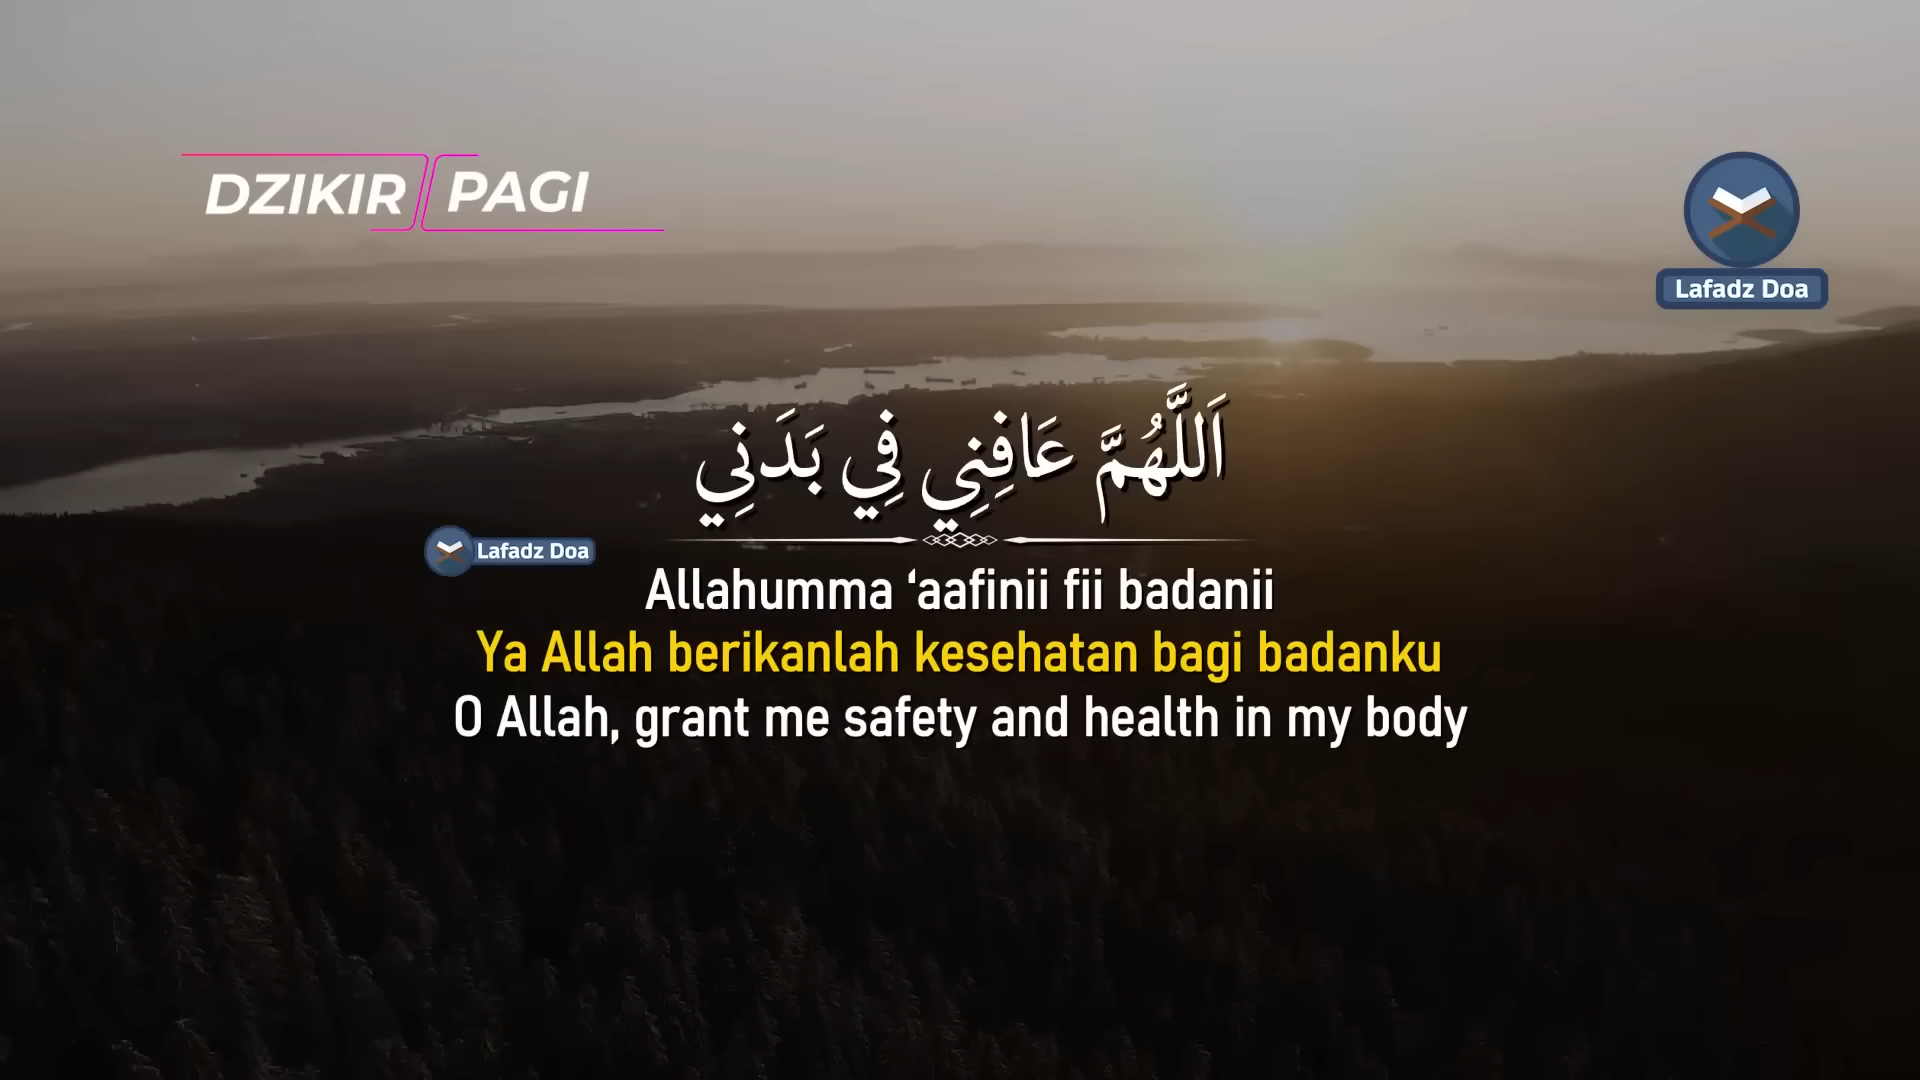 DZIKIR PAGI
Lafadz Doa
اَللَّهُمَّ عَافِنِي فِي بَدَنِي
Lafadz Doa
Allahumma ‘aafinii fii badanii
Ya Allah berikanlah kesehatan bagi badanku
O Allah, grant me safety and health in my body